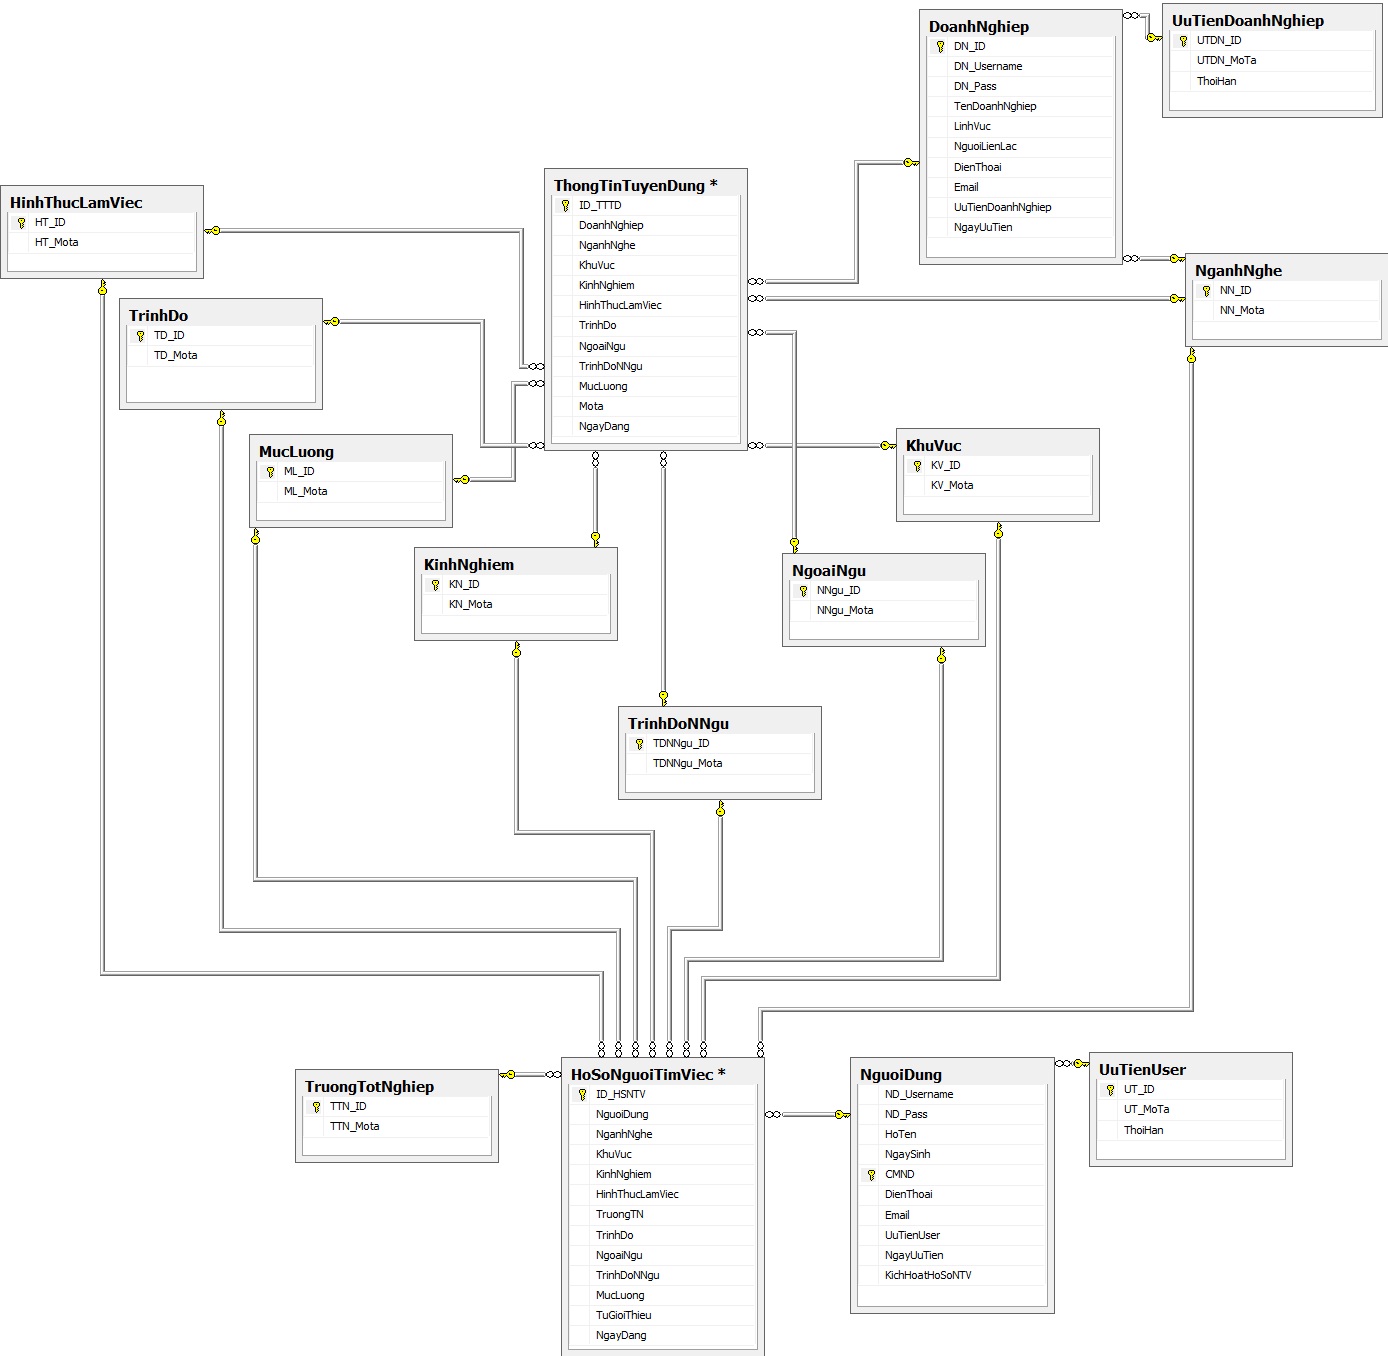 DoanhNghiep
DN_ID
DN_Username
DN_Pass
TenDoanhNghiep
LinhVuc
NguoiLienLac
DienThoai
Email
UuTienDoanhNghiep
NgayUuTien
UuTienDoanhNghiep
UTDN_ID
UTDN_MoTa
ThoiHan
ThongTinTuyenDung *
ID_TTTD
DoanhNghiep
NganhNghe
KhuVuc
KinhNghiem
HinhThucLamViec
TrinhDo
NgoaiNgu
TrinhDoNNgu
MucLuong
Mota
NgayDang
HinhThucLamViec
HT_ID
HT_Mota
NganhNghe
NN_ID
NN_Mota
TrinhDo
TD_ID
TD_Mota
MucLuong
ML_ID
ML_Mota
KhuVuc
KV_ID
KV_Mota
KinhNghiem
KN_ID
KN_Mota
NgoaiNgu
NNgu_ID
NNgu_Mota
TrinhDoNNgu
TDNNgu_ID
TDNNgu_Mota
TruongTotNghiep
TTN_ID
TTN_Mota
HoSoNguoiTimViec *
ID_HSNTV
NguoiDung
NganhNghe
KhuVuc
KinhNghiem
HinhThucLamViec
TruongTN
TrinhDo
NgoaiNgu
TrinhDoNNgu
MucLuong
TuGioiThieu
NgayDang
NguoiDung
ND_Username
ND_Pass
HoTen
NgaySinh
CMND
DienThoai
Email
UuTienUser
NgayUuTien
KichHoatHoSoNTV
UuTienUser
UT_ID
UT_MoTa
ThoiHan